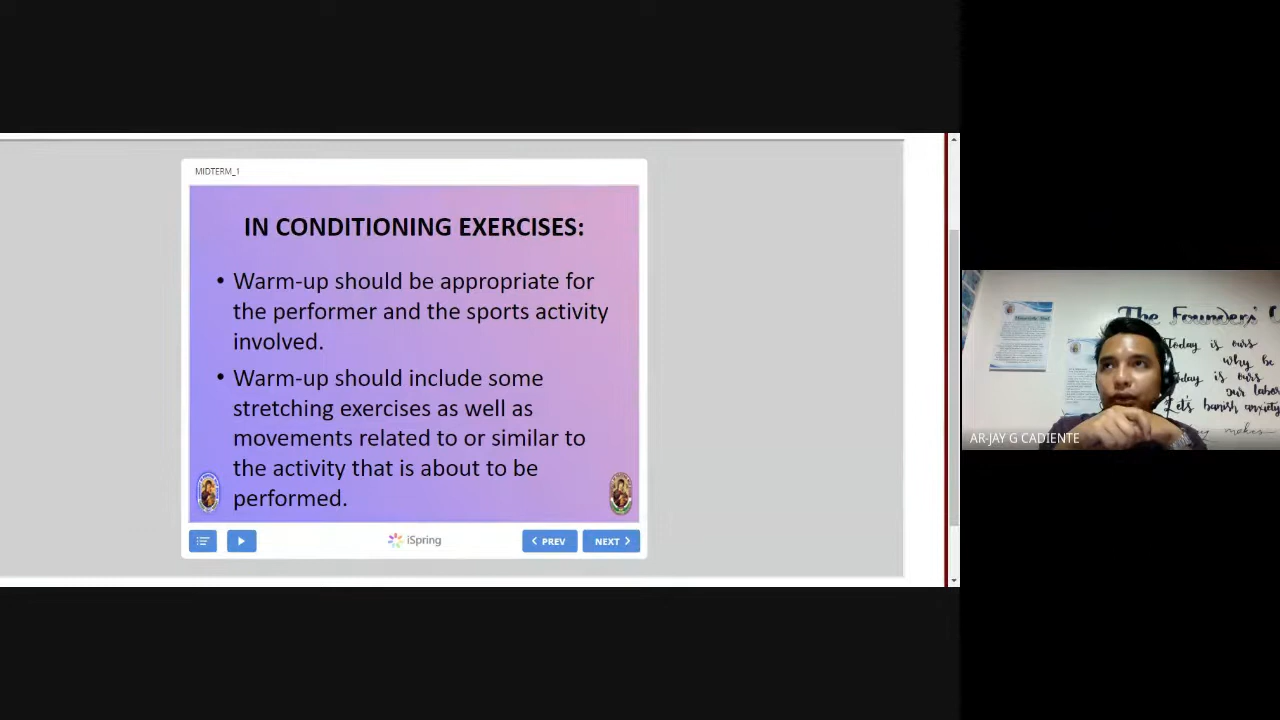 MIDTERM_1
IN CONDITIONING EXERCISES:
• Warm-up should be appropriate for
the performer and the sports activity
involved.
• Warm-up should include some
stretching exercises as well as
movements related to or similar to
the activity that is about to be
performed.
iSpring
PREV
NEXT
The Founders'
Today is ours
why be
Today is ours
our labor
Let's banish anxiety
makes
AR-JAY G CADIENTE